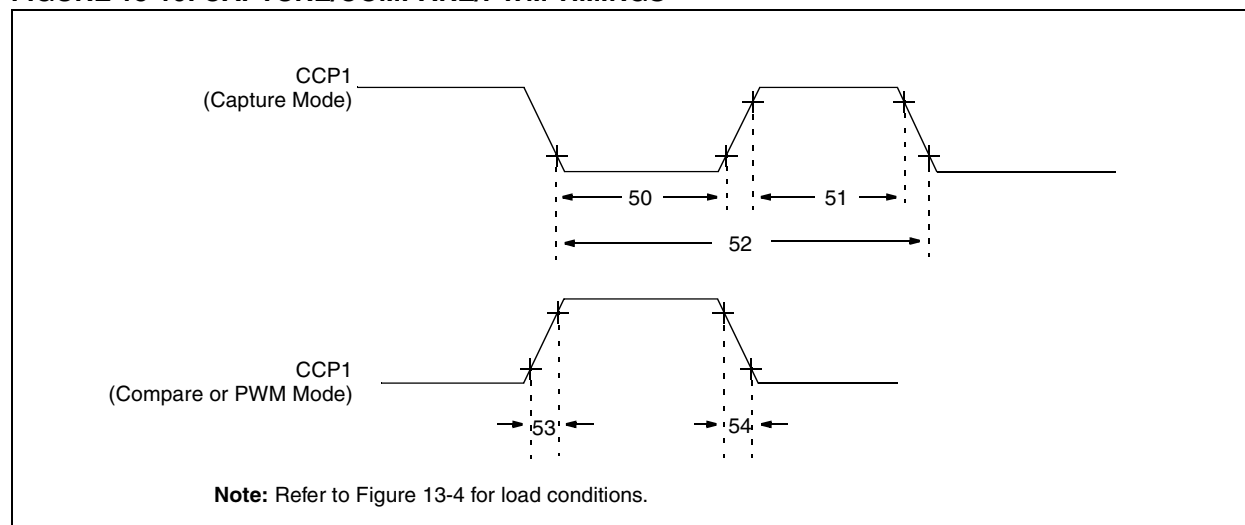 CCP1
(Capture Mode)
50
51
52
CCP1
(Compare or PWM Mode)
53
54
Note: Refer to Figure 13-4 for load conditions.